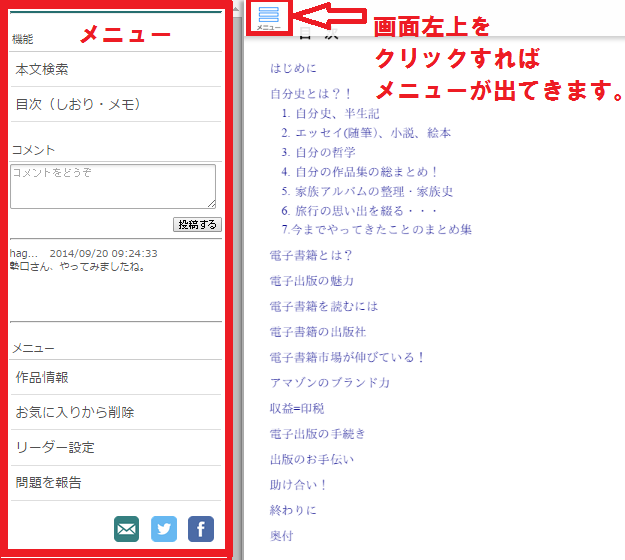 メニュー
機能
本文検索
目次（しおり・メモ）
コメント
コメントをどうぞ
投稿する
hag... 2014/09/20 09:24:33
勢口さん、やってみましたね。
メニュー
作品情報
お気に入りから削除
リーダー設定
問題を報告
メニュー
画面左上を
クリックすれば
メニューが出てきます。
目 次
はじめに
自分史とは？！
1. 自分史、半生記
2. エッセイ(随筆)、小説、絵本
3. 自分の哲学
4. 自分の作品集の総まとめ！
5. 家族アルバムの整理・家族史
6. 旅行の思い出を綴る・・・
7.今までやってきたことのまとめ集
電子書籍とは？
電子出版の魅力
電子書籍を読むには
電子書籍の出版社
電子書籍市場が伸びている！
アマゾンのブランド力
収益=印税
電子出版の手続き
出版のお手伝い
助け合い！
終わりに
奥付